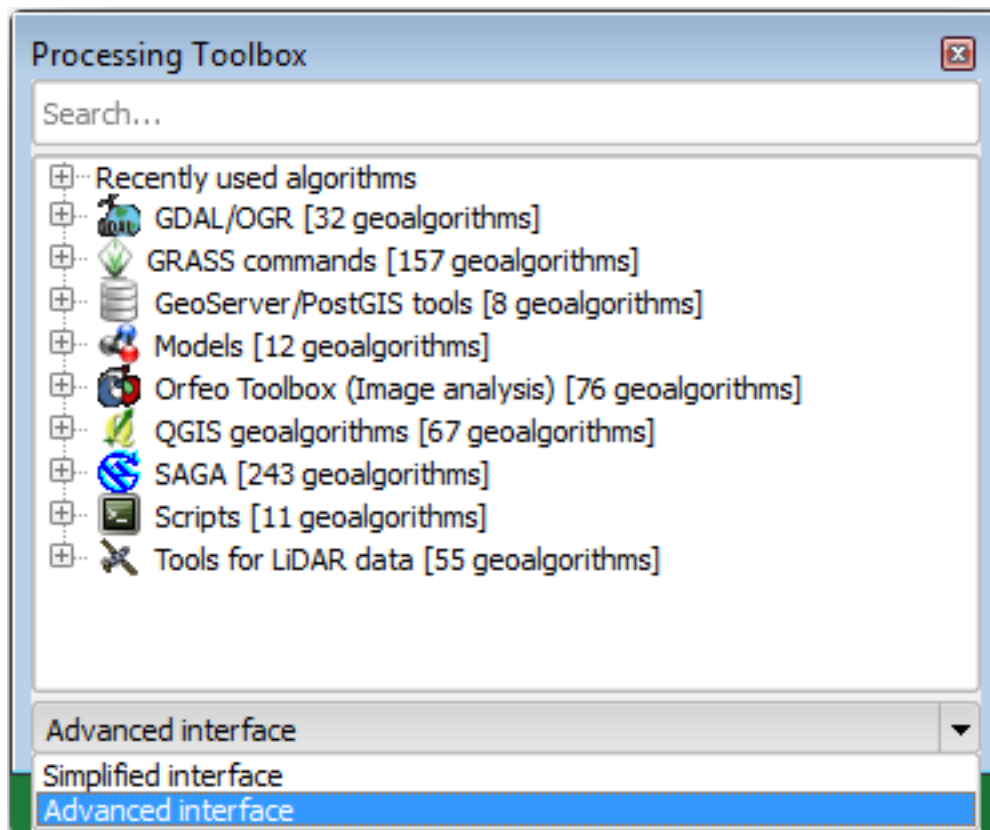 Processing Toolbox
Search...
Recently used algorithms
GDAL/OGR [32 geoalgorithms]
GRASS commands [157 geoalgorithms]
GeoServer/PostGIS tools [8 geoalgorithms]
Models [12 geoalgorithms]
Orfeo Toolbox (Image analysis) [76 geoalgorithms]
QGIS geoalgorithms [67 geoalgorithms]
SAGA [243 geoalgorithms]
Scripts [11 geoalgorithms]
Tools for LiDAR data [55 geoalgorithms]
Advanced interface
Simplified interface
Advanced interface